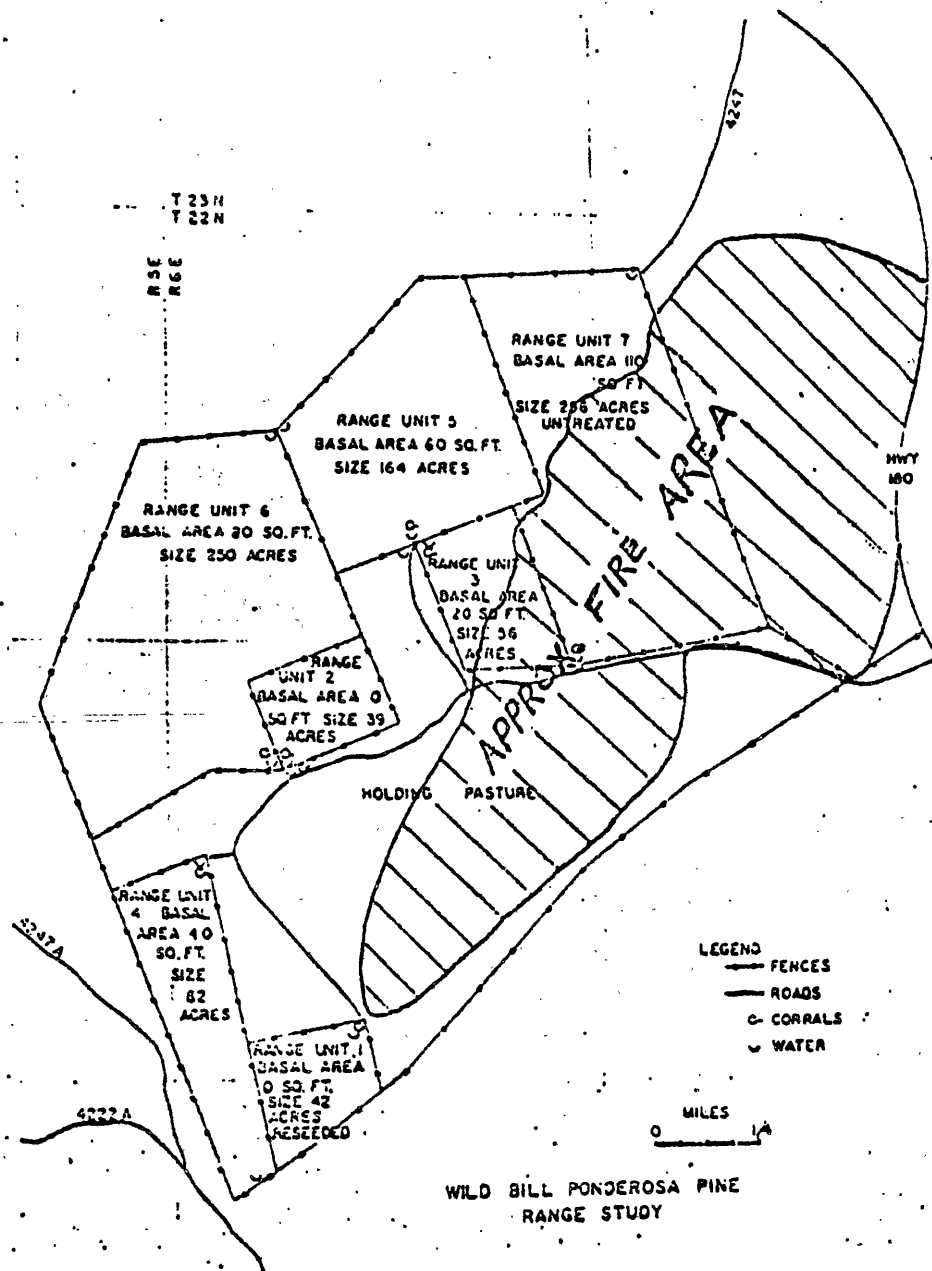 4247
T 23 N
T 22 N
R5E
R6E
RANGE UNIT 7
BASAL AREA 110
SQ FT
SIZE 256 ACRES
UNTREATED
RANGE UNIT 5
BASAL AREA 60 SQ.FT.
SIZE 164 ACRES
HWY
180
RANGE UNIT 6
BASAL AREA 80 SQ.FT.
SIZE 250 ACRES
APPROX FIRE AREA
RANGE UNIT
3
BASAL AREA
20 SQ FT.
SIZE 56
ACRES
RANGE
UNIT 2
BASAL AREA 0
SQ FT SIZE 39
ACRES
HOLDING PASTURE
RANGE UNIT
4 BASAL
AREA 40
SQ.FT.
SIZE
82
ACRES
4247A
LEGEND
FENCES
ROADS
CORRALS
WATER
RANGE UNIT 1
BASAL AREA
0 SQ. FT.
SIZE 42
ACRES
RESEEDED
4222A
MILES
0 1/4
WILD BILL PONDEROSA PINE
RANGE STUDY